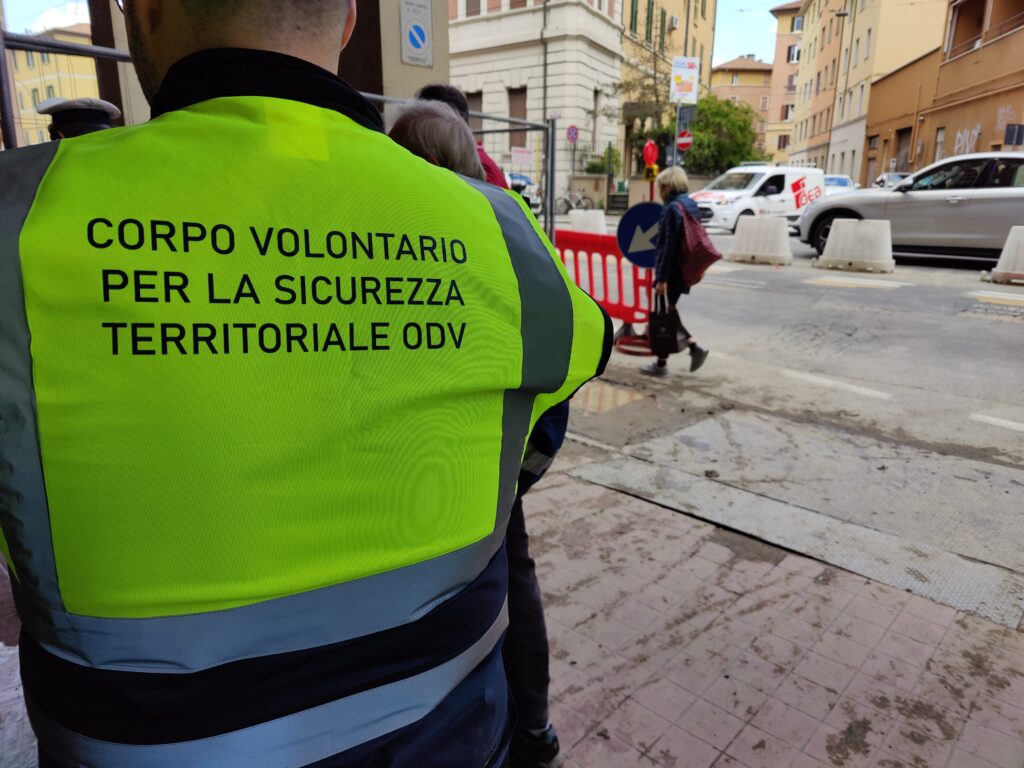 CORPO VOLONTARIO
PER LA SICUREZZA
TERRITORIALE ODV